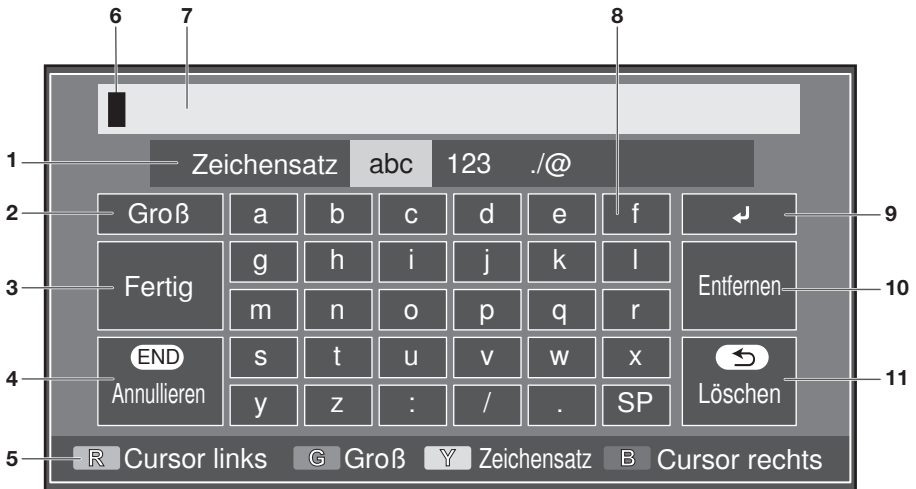 6 7 8
1 Zeichensatz abc 123 ./@
2 Groß a b c d e f 9
g h i j k l
3 Fertig Entfernen 10
m n o p q r
END s t u v w x
4 Annullieren Löschen 11
y z : / . SP
5 R Cursor links G Groß Y Zeichensatz B Cursor rechts